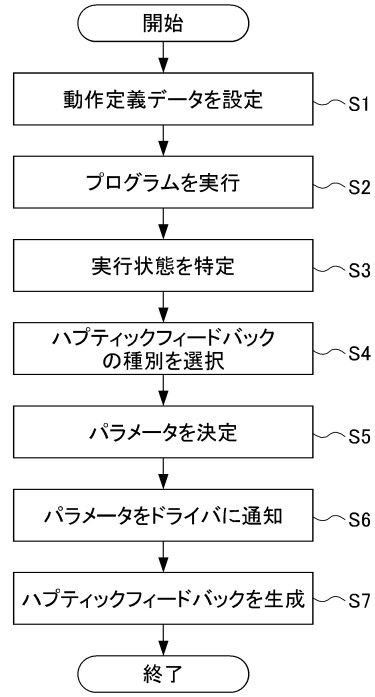 開始
動作定義データを設定
S1
プログラムを実行
S2
実行状態を特定
S3
ハプティックフィードバック
の種別を選択
S4
パラメータを決定
S5
パラメータをドライバに通知
S6
ハプティックフィードバックを生成
S7
終了